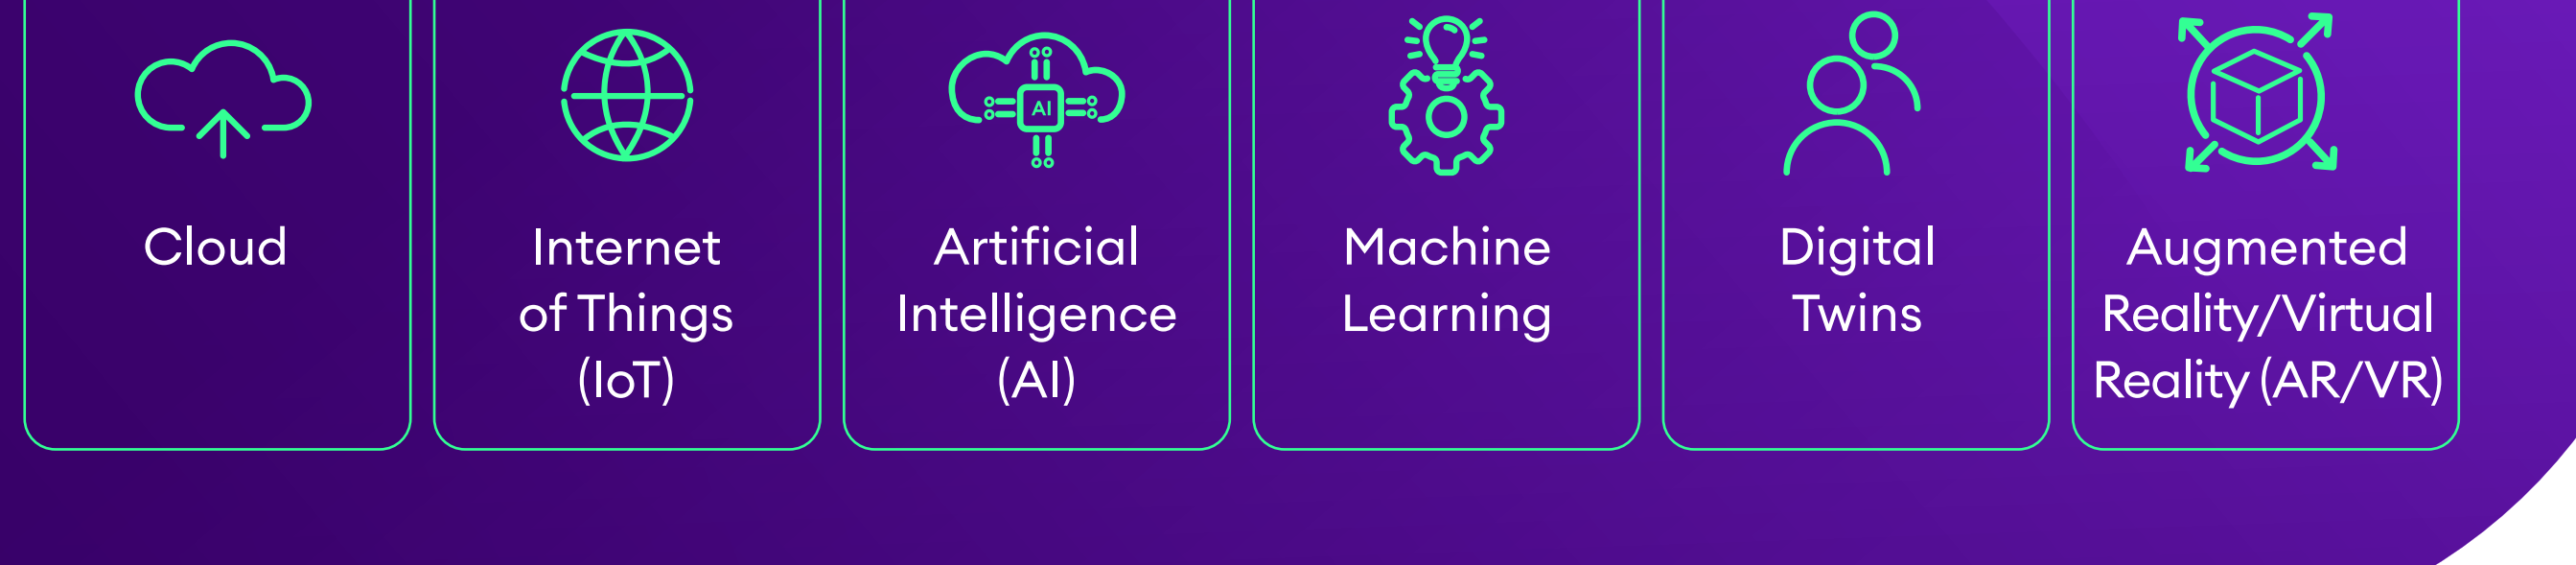 Cloud
Internet
of Things
(IoT)
AI
Artificial
Intelligence
(AI)
Machine
Learning
Digital
Twins
Augmented
Reality/Virtual
Reality (AR/VR)